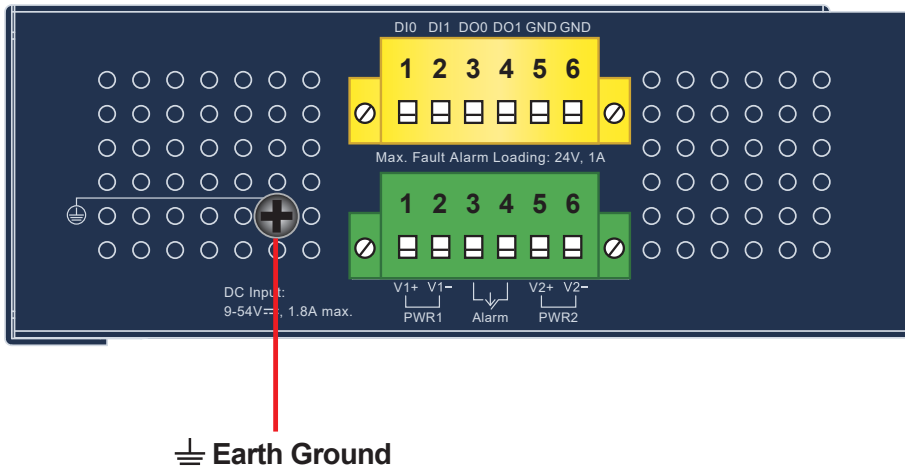 DI0 DI1 DO0 DO1 GND GND
1 2 3 4 5 6
Max. Fault Alarm Loading: 24V, 1A
1 2 3 4 5 6
V1+ V1− V2+ V2−
PWR1 Alarm PWR2
DC Input:
9-54V⎓, 1.8A max.
Earth Ground